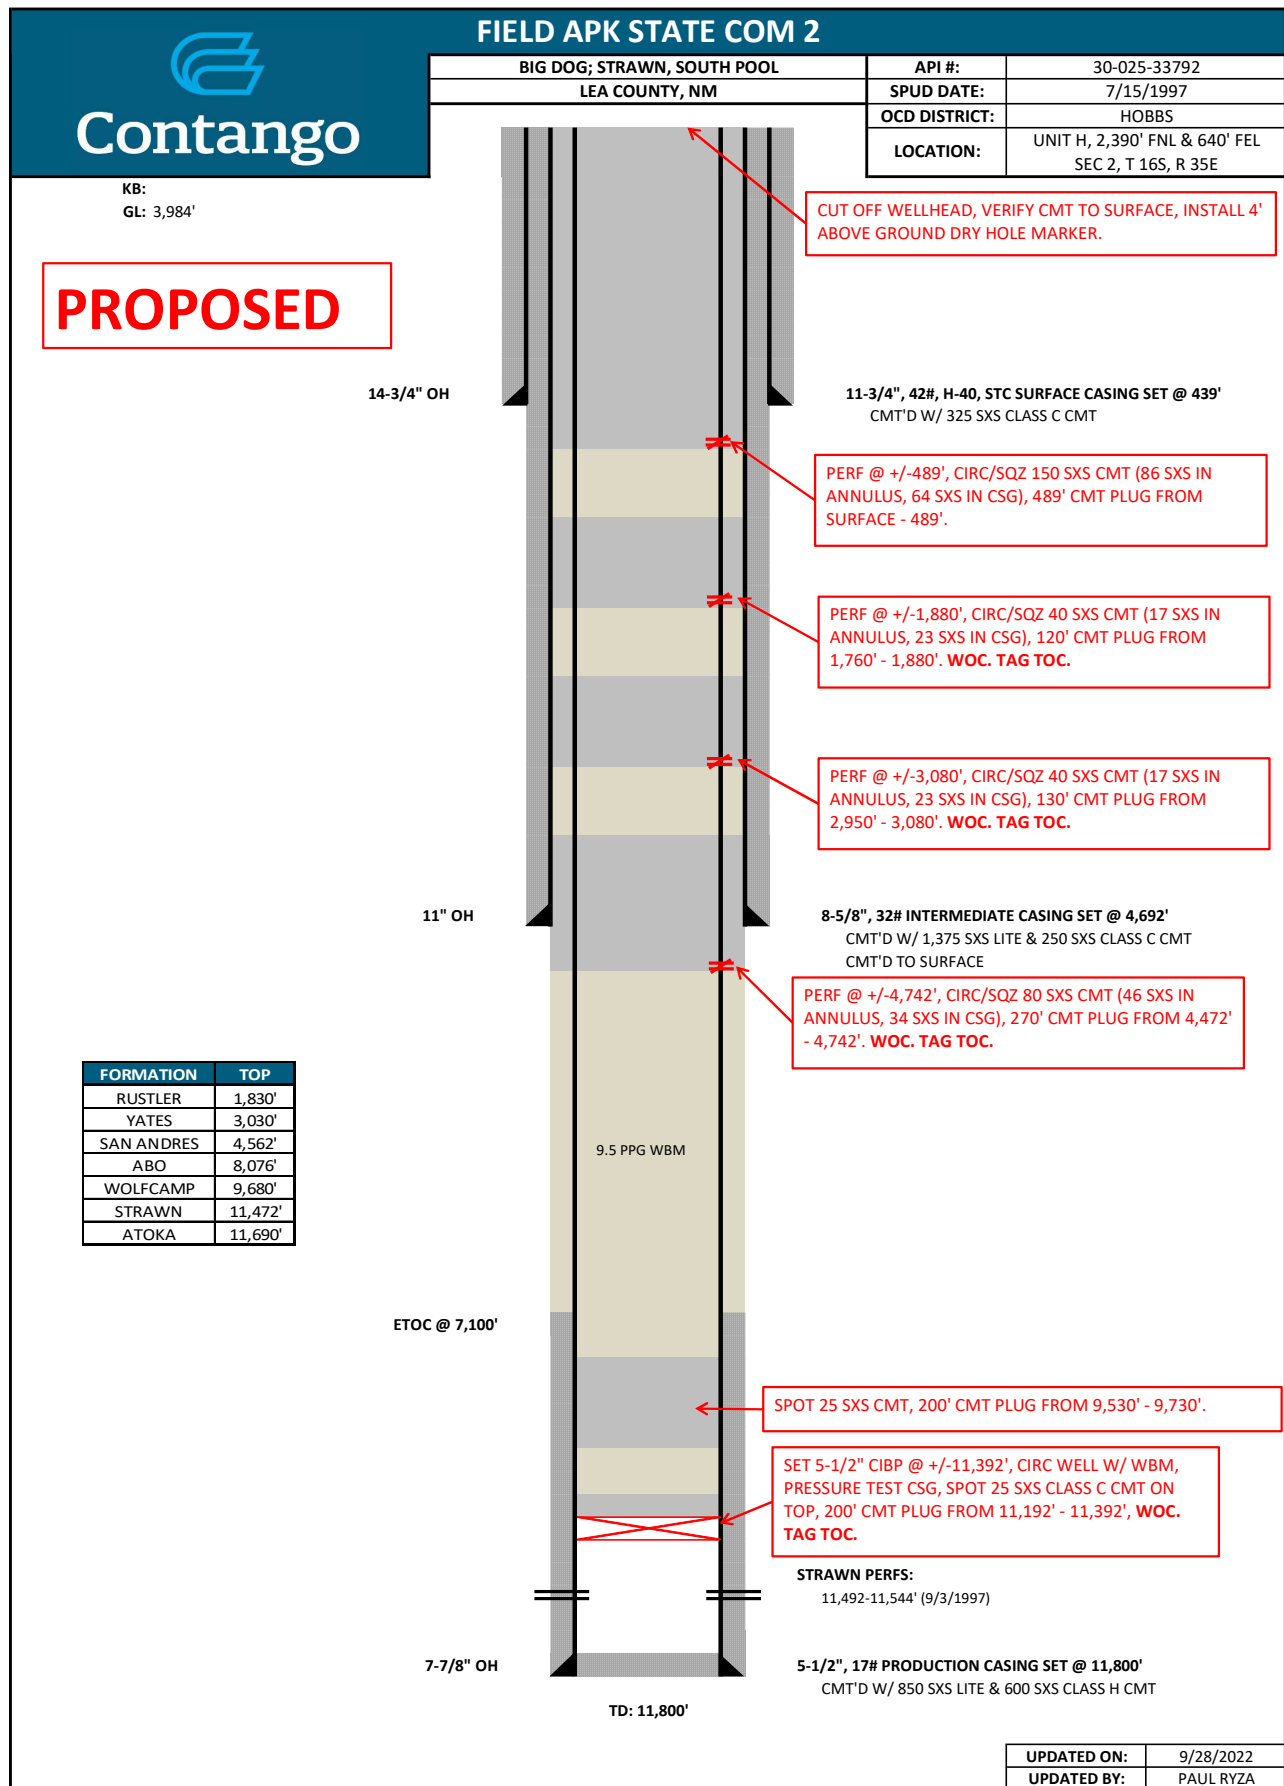 FIELD APK STATE COM 2
Contango
BIG DOG; STRAWN, SOUTH POOL
LEA COUNTY, NM
API #: 30-025-33792
SPUD DATE: 7/15/1997
OCD DISTRICT: HOBBS
LOCATION: UNIT H, 2,390' FNL & 640' FEL
SEC 2, T 16S, R 35E
KB:
GL: 3,984'
CUT OFF WELLHEAD, VERIFY CMT TO SURFACE, INSTALL 4'
ABOVE GROUND DRY HOLE MARKER.
PROPOSED
14-3/4" OH
11-3/4", 42#, H-40, STC SURFACE CASING SET @ 439'
CMT'D W/ 325 SXS CLASS C CMT
PERF @ +/-489', CIRC/SQZ 150 SXS CMT (86 SXS IN
ANNULUS, 64 SXS IN CSG), 489' CMT PLUG FROM
SURFACE - 489'.
PERF @ +/-1,880', CIRC/SQZ 40 SXS CMT (17 SXS IN
ANNULUS, 23 SXS IN CSG), 120' CMT PLUG FROM
1,760' - 1,880'. WOC. TAG TOC.
PERF @ +/-3,080', CIRC/SQZ 40 SXS CMT (17 SXS IN
ANNULUS, 23 SXS IN CSG), 130' CMT PLUG FROM
2,950' - 3,080'. WOC. TAG TOC.
11" OH
8-5/8", 32# INTERMEDIATE CASING SET @ 4,692'
CMT'D W/ 1,375 SXS LITE & 250 SXS CLASS C CMT
CMT'D TO SURFACE
PERF @ +/-4,742', CIRC/SQZ 80 SXS CMT (46 SXS IN
ANNULUS, 34 SXS IN CSG), 270' CMT PLUG FROM 4,472'
- 4,742'. WOC. TAG TOC.
FORMATION TOP
RUSTLER 1,830'
YATES 3,030'
SAN ANDRES 4,562'
ABO 8,076'
WOLFCAMP 9,680'
STRAWN 11,472'
ATOKA 11,690'
9.5 PPG WBM
ETOC @ 7,100'
SPOT 25 SXS CMT, 200' CMT PLUG FROM 9,530' - 9,730'.
SET 5-1/2" CIBP @ +/-11,392', CIRC WELL W/ WBM,
PRESSURE TEST CSG, SPOT 25 SXS CLASS C CMT ON
TOP, 200' CMT PLUG FROM 11,192' - 11,392', WOC.
TAG TOC.
STRAWN PERFS:
11,492-11,544' (9/3/1997)
7-7/8" OH
5-1/2", 17# PRODUCTION CASING SET @ 11,800'
CMT'D W/ 850 SXS LITE & 600 SXS CLASS H CMT
TD: 11,800'
UPDATED ON: 9/28/2022
UPDATED BY: PAUL RYZA